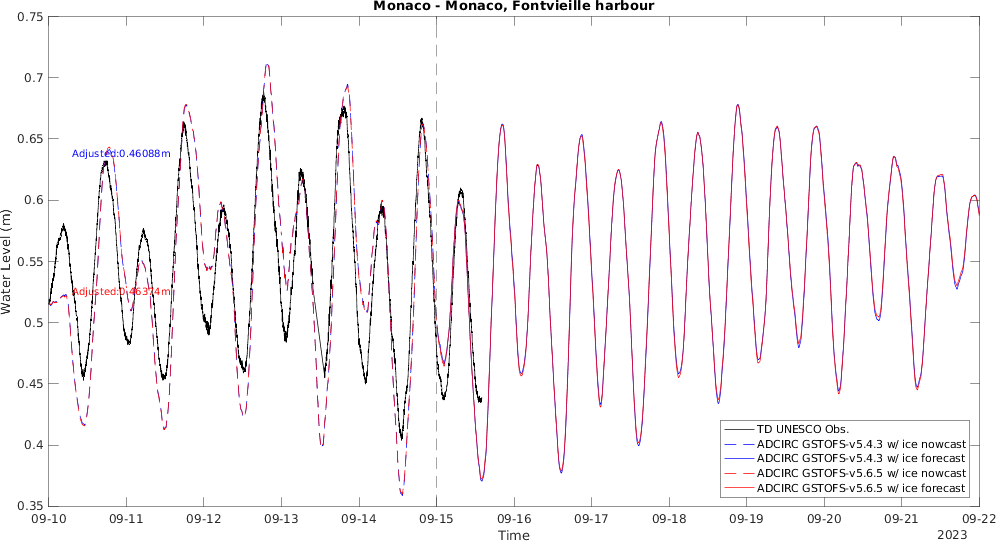 Monaco - Monaco, Fontvieille harbour
Water Level (m)
0.75
0.7
0.65
0.6
0.55
0.5
0.45
0.4
0.35
Adjusted:0.46088m
Adjusted:0.46374m
TD UNESCO Obs.
ADCIRC GSTOFS-v5.4.3 w/ ice nowcast
ADCIRC GSTOFS-v5.4.3 w/ ice forecast
ADCIRC GSTOFS-v5.6.5 w/ ice nowcast
ADCIRC GSTOFS-v5.6.5 w/ ice forecast
09-10 09-11 09-12 09-13 09-14 09-15 09-16 09-17 09-18 09-19 09-20 09-21 09-22
Time
2023